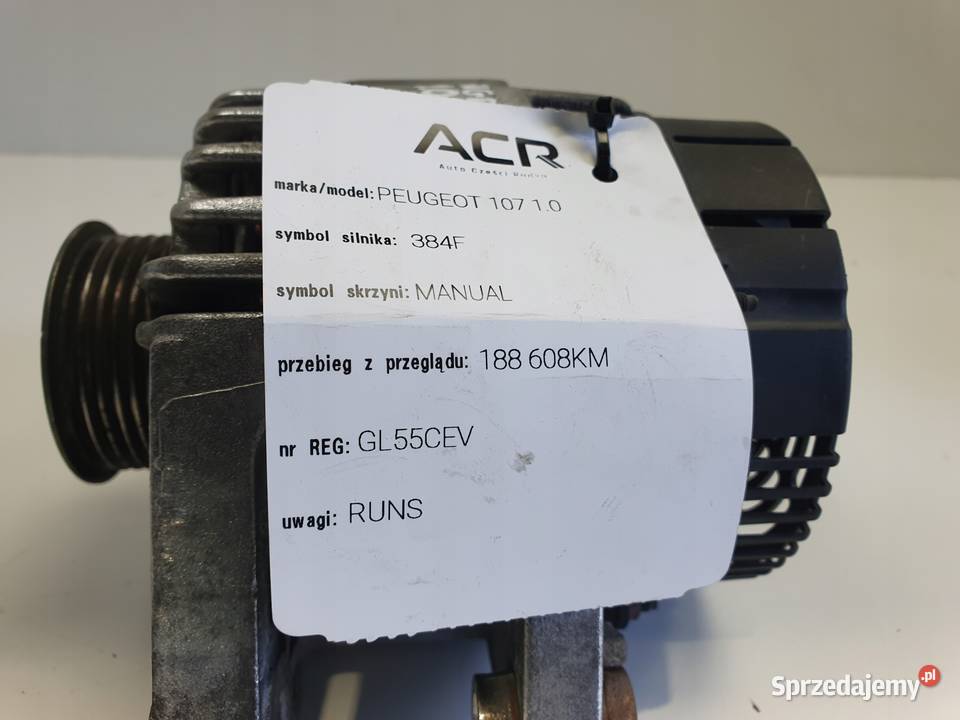 ACR
Auto Części Rudno
marka/model: PEUGEOT 107 1.0
symbol silnika: 384F
symbol skrzyni: MANUAL
przebieg z przeglądu: 188 608KM
nr REG: GL55CEV
uwagi: RUNS
Sprzedajemy.pl